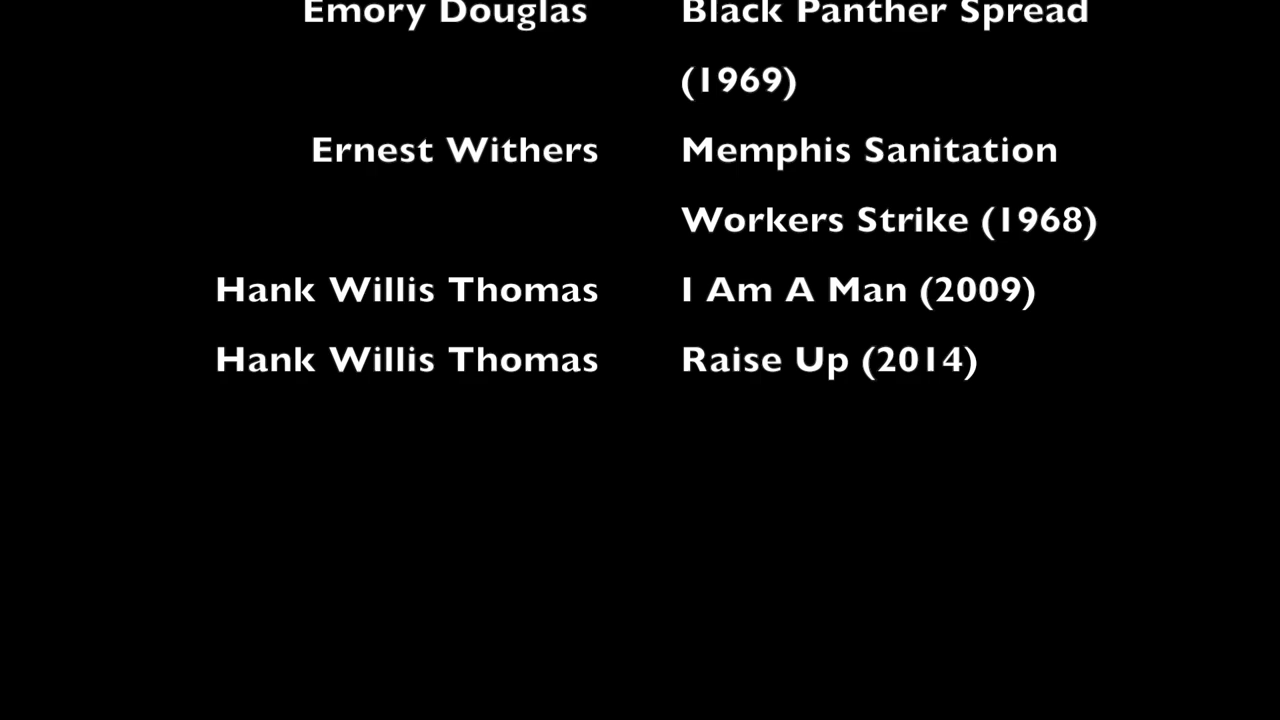 Emory Douglas Black Panther Spread
(1969)
Ernest Withers Memphis Sanitation
Workers Strike (1968)
Hank Willis Thomas I Am A Man (2009)
Hank Willis Thomas Raise Up (2014)